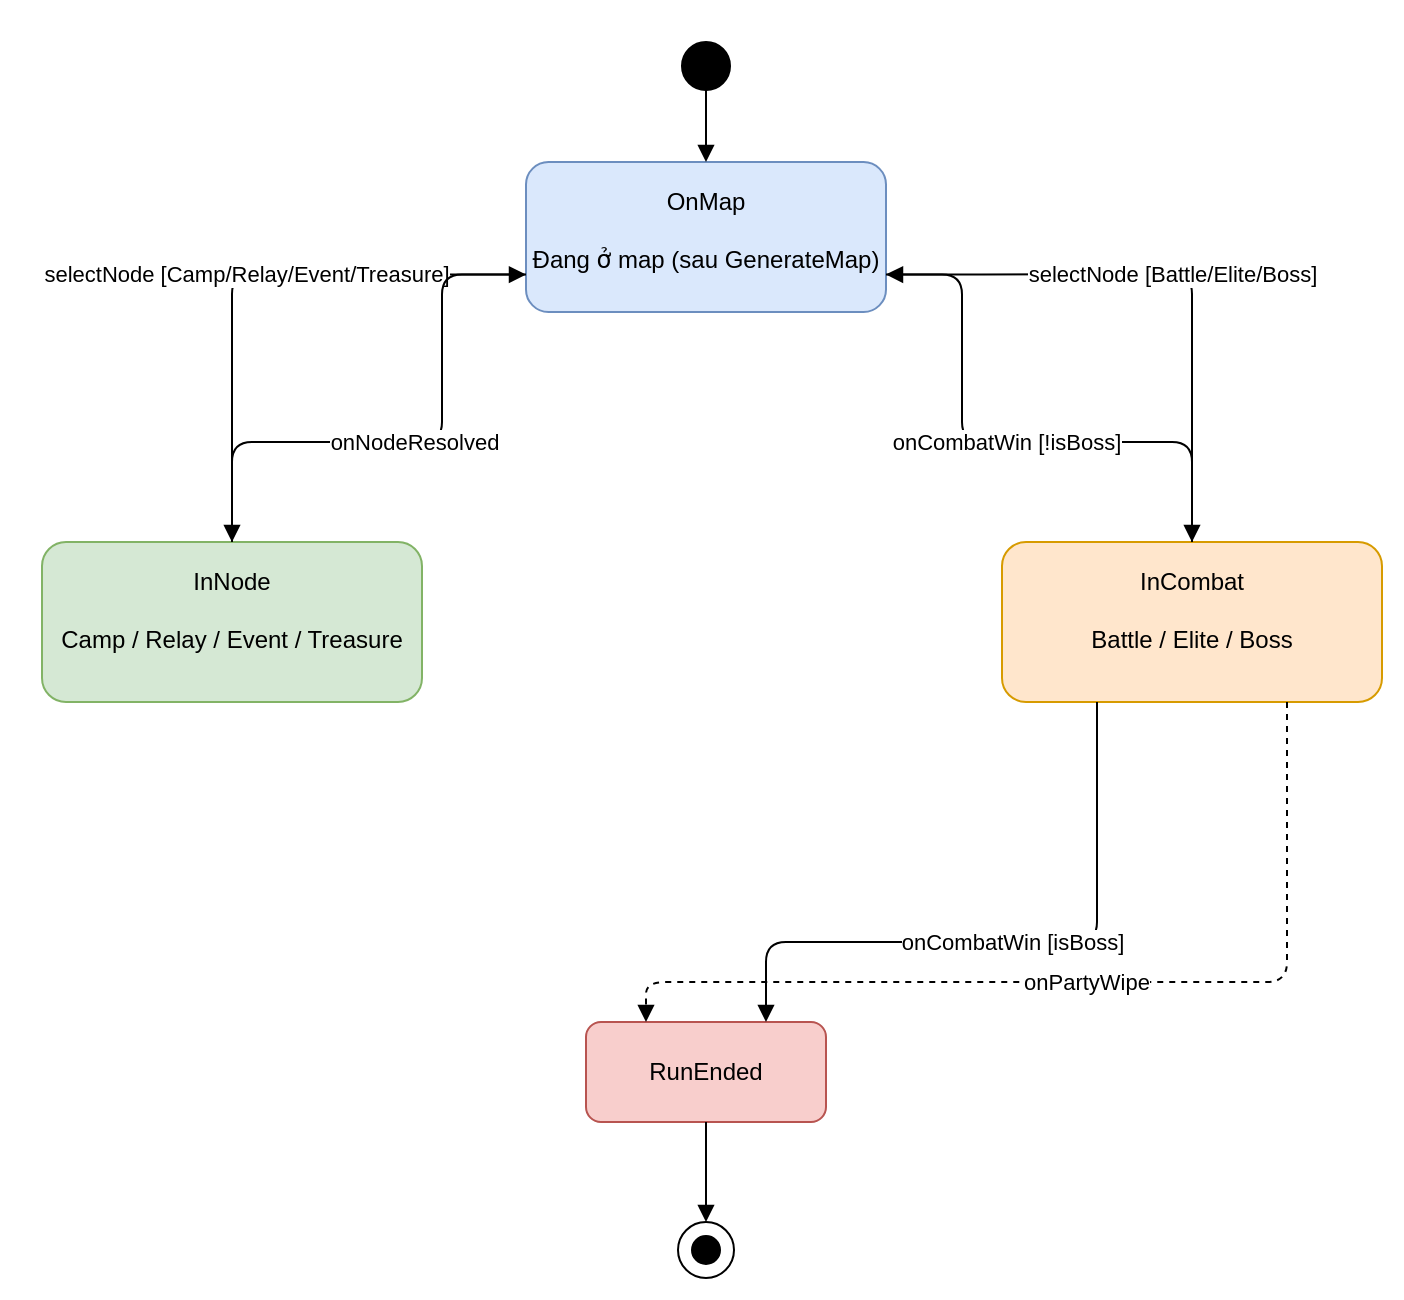 OnMap
Đang ở map (sau GenerateMap)
selectNode [Camp/Relay/Event/Treasure]
selectNode [Battle/Elite/Boss]
onNodeResolved
onCombatWin [!isBoss]
InNode
Camp / Relay / Event / Treasure
InCombat
Battle / Elite / Boss
onCombatWin [isBoss]
onPartyWipe
RunEnded